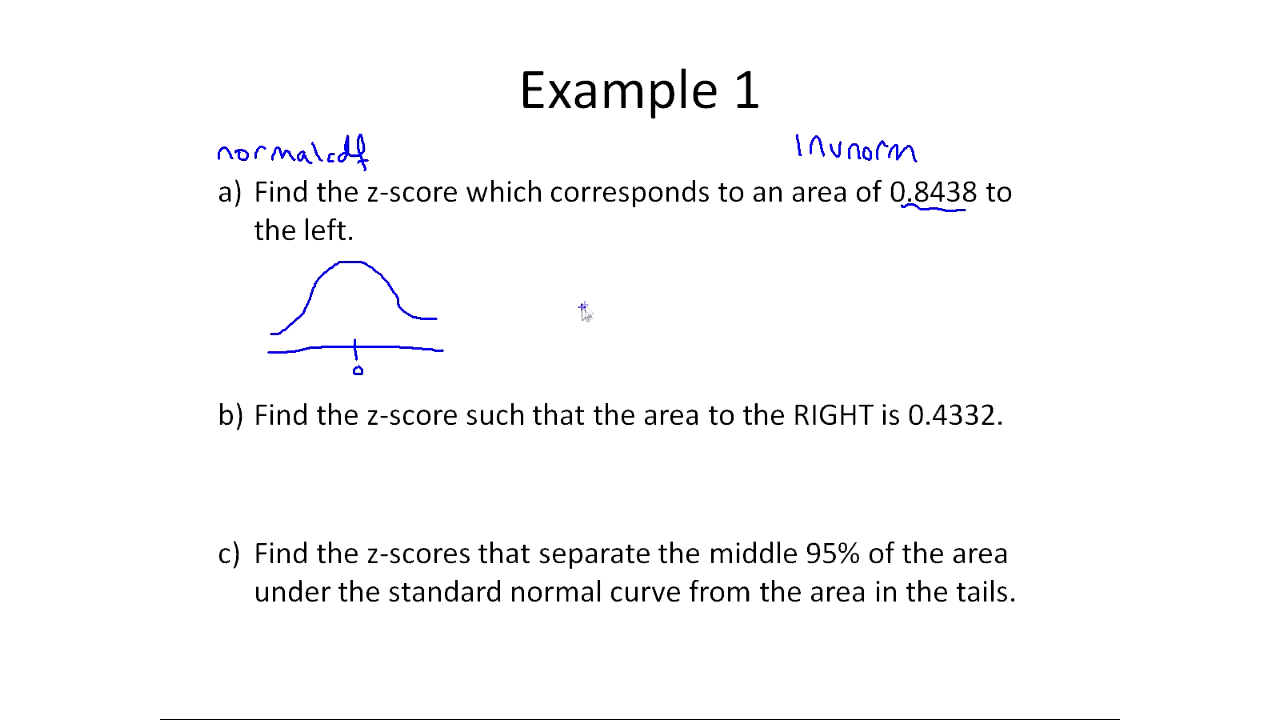 Example 1
normalcdf
invnorm
a) Find the z-score which corresponds to an area of 0.8438 to
the left.
0
b) Find the z-score such that the area to the RIGHT is 0.4332.
c) Find the z-scores that separate the middle 95% of the area
under the standard normal curve from the area in the tails.